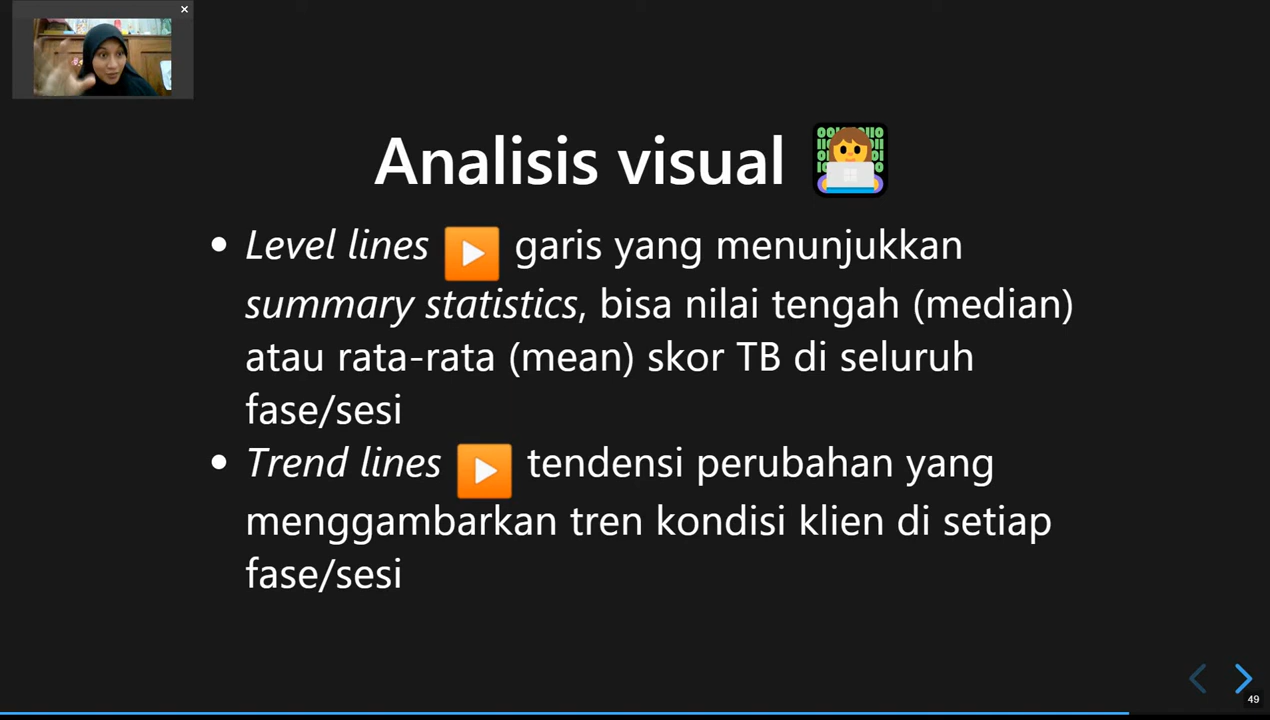 Analisis visual
• Level lines ▶ garis yang menunjukkan
summary statistics, bisa nilai tengah (median)
atau rata-rata (mean) skor TB di seluruh
fase/sesi
• Trend lines ▶ tendensi perubahan yang
menggambarkan tren kondisi klien di setiap
fase/sesi
49